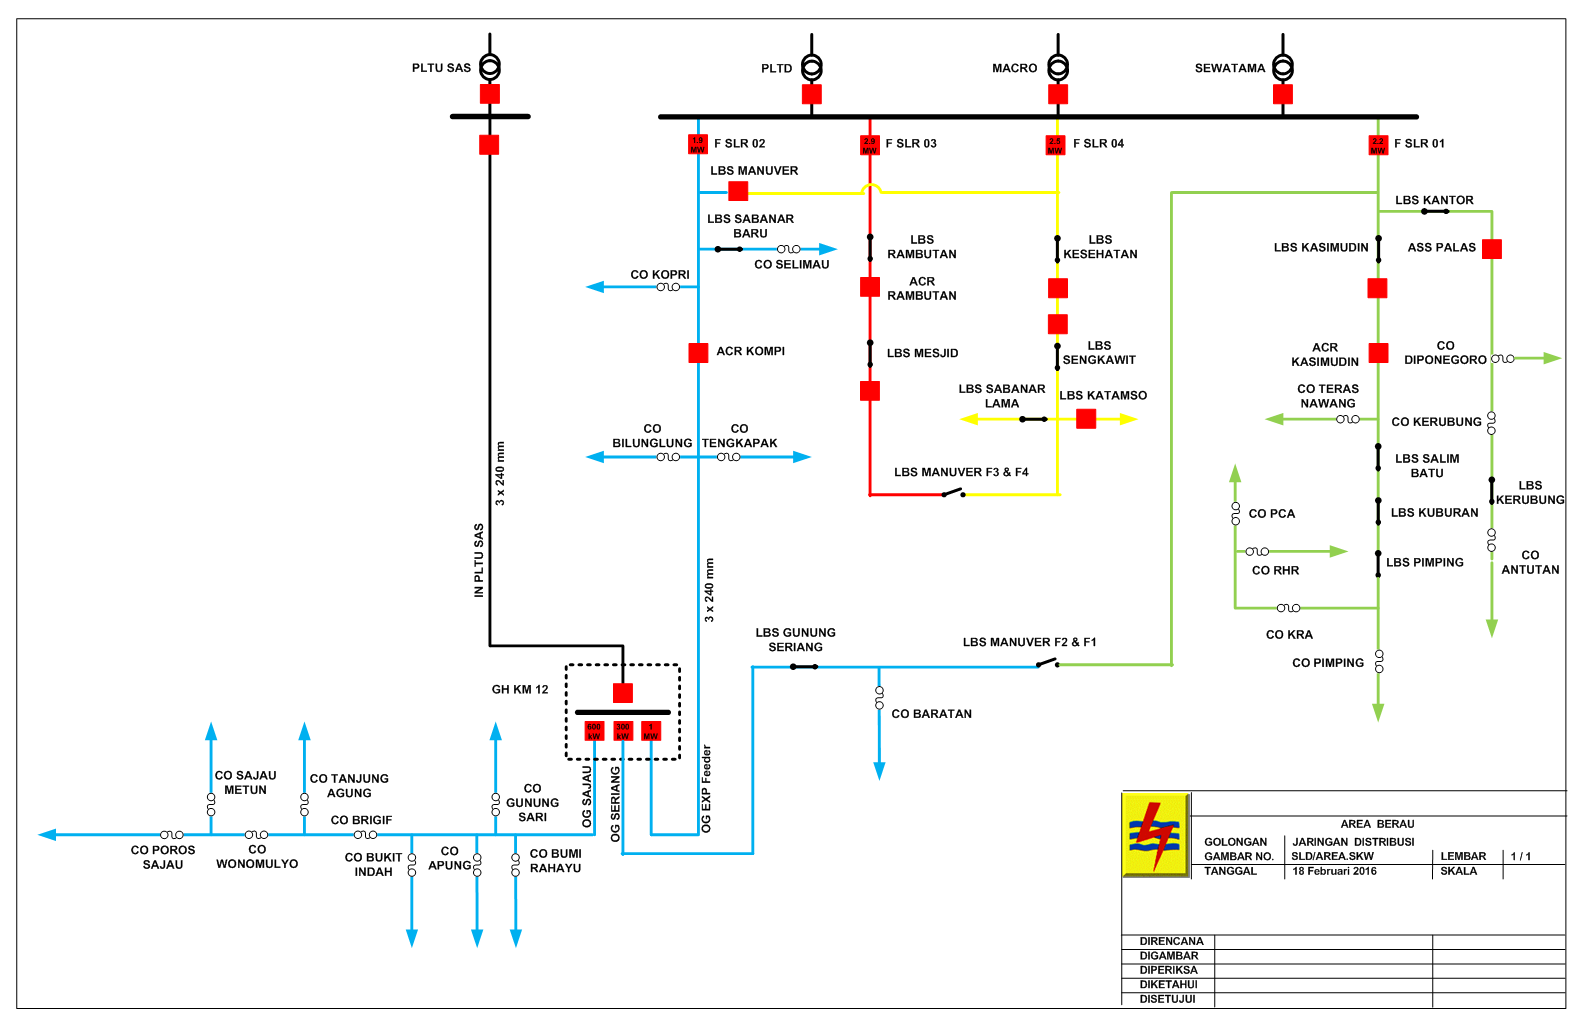 PLTU SAS
PLTD
MACRO
SEWATAMA
1.9
MW
F SLR 02
2.9
MW
F SLR 03
2.5
MW
F SLR 04
2.2
MW
F SLR 01
LBS MANUVER
LBS SABANAR
BARU
CO SELIMAU
CO KOPRI
ACR KOMPI
CO
BILUNGLUNG
CO
TENGKAPAK
LBS
RAMBUTAN
ACR
RAMBUTAN
LBS MESJID
LBS
KESEHATAN
LBS
SENGKAWIT
LBS SABANAR
LAMA
LBS KATAMSO
LBS MANUVER F3 & F4
LBS KANTOR
LBS KASIMUDIN
ASS PALAS
ACR
KASIMUDIN
CO
DIPONEGORO
CO TERAS
NAWANG
CO KERUBUNG
LBS SALIM
BATU
LBS
KERUBUNG
LBS KUBURAN
CO PCA
LBS PIMPING
CO RHR
CO
ANTUTAN
CO KRA
CO PIMPING
3 x 240 mm
IN PLTU SAS
3 x 240 mm
LBS GUNUNG
SERIANG
LBS MANUVER F2 & F1
CO BARATAN
GH KM 12
600
kW
300
kW
1
MW
OG SAJAU
OG SERIANG
OG EXP Feeder
CO SAJAU
METUN
CO TANJUNG
AGUNG
CO
GUNUNG
SARI
CO BRIGIF
CO POROS
SAJAU
CO
WONOMULYO
CO BUKIT
INDAH
CO
APUNG
CO BUMI
RAHAYU
AREA BERAU
GOLONGAN JARINGAN DISTRIBUSI
GAMBAR NO. SLD/AREA.SKW LEMBAR 1 / 1
TANGGAL 18 Februari 2016 SKALA
DIRENCANA
DIGAMBAR
DIPERIKSA
DIKETAHUI
DISETUJUI